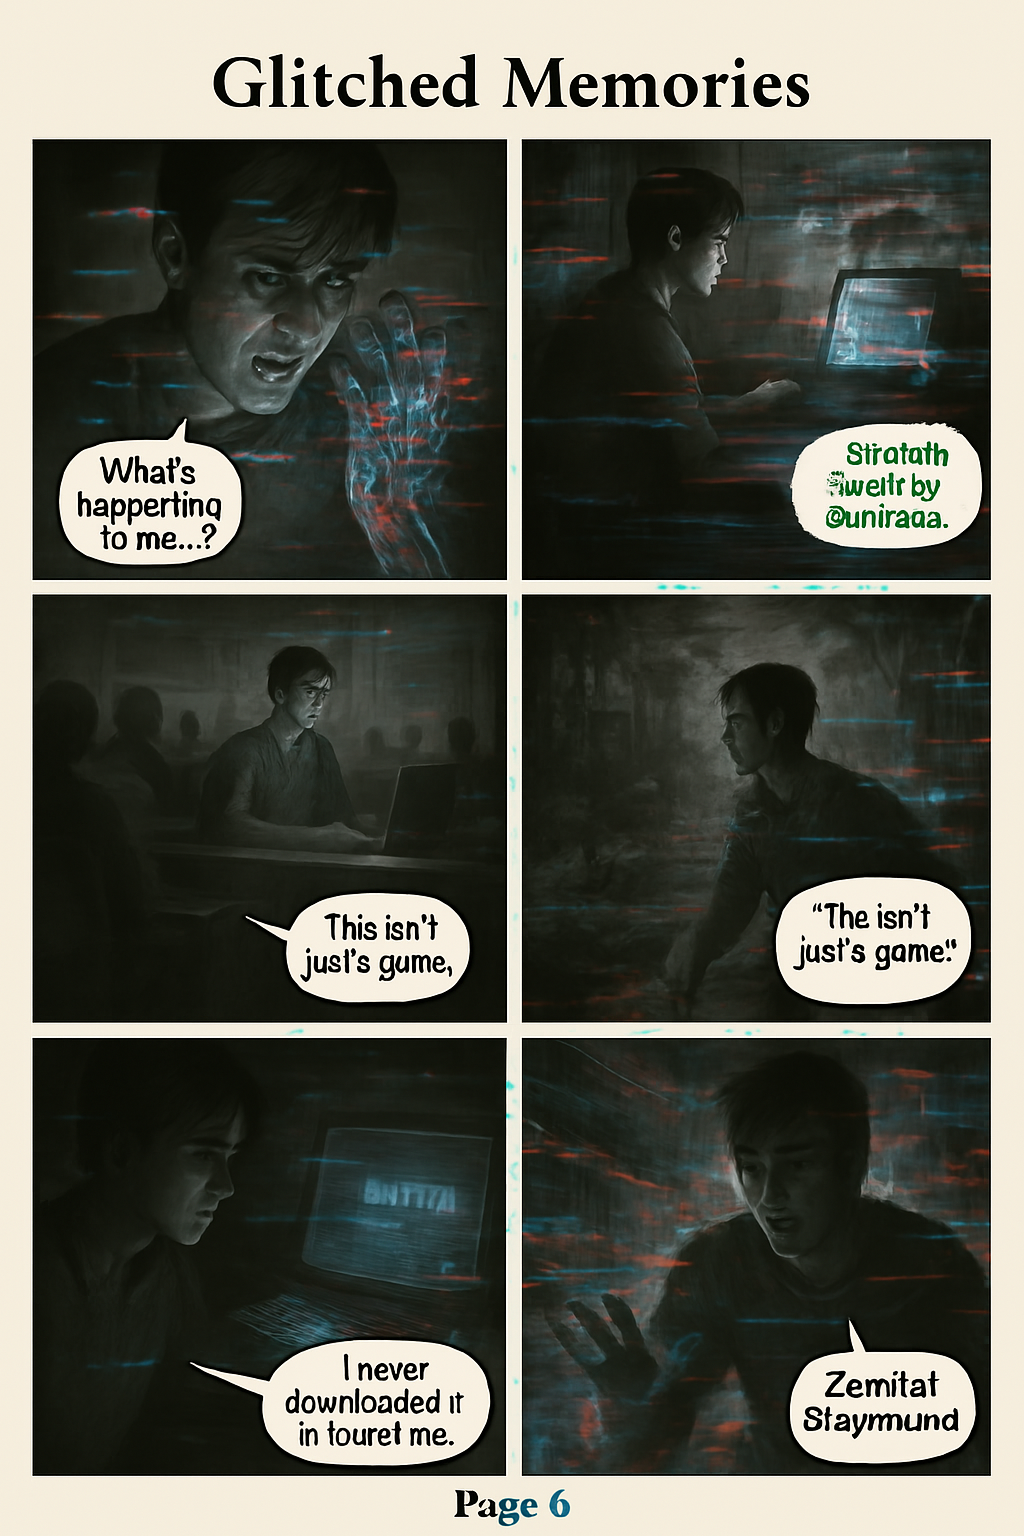 Glitched Memories
What's
happerting
to me...?
Stratath
by
@uniraaa.
This isn't
just's gume,
"The isn't
just's game."
I never
downloaded it
in touret me.
Zemitat
Staymund
Page 6